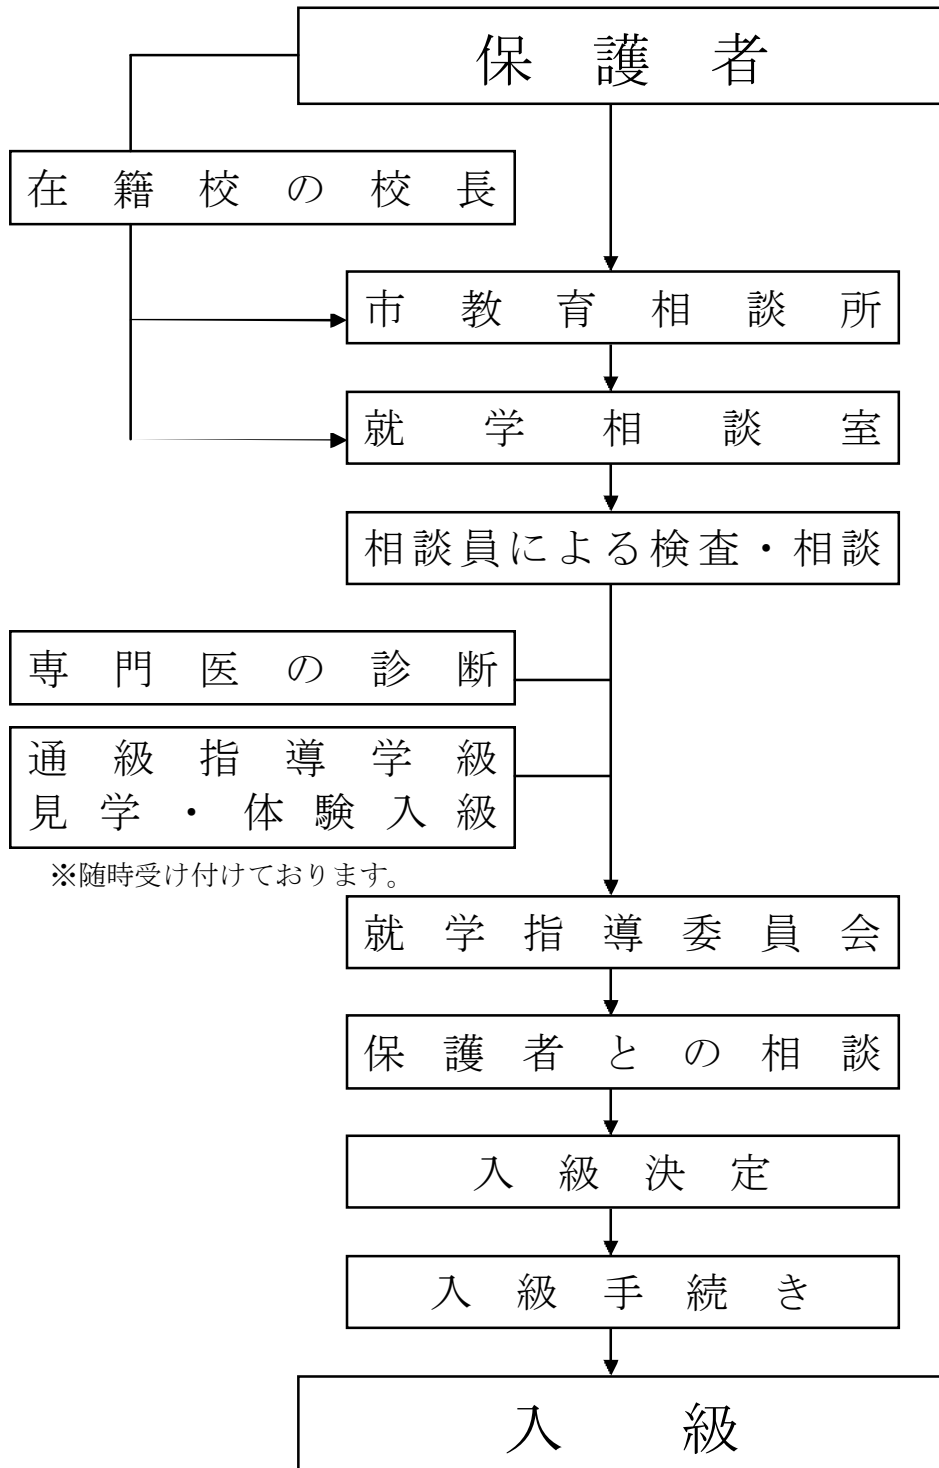 保護者
在籍校の校長
市教育相談所
就学相談室
相談員による検査・相談
専門医の診断
通級指導学級
見学・体験入級
※随時受け付けております。
就学指導委員会
保護者との相談
入級決定
入級手続き
入級